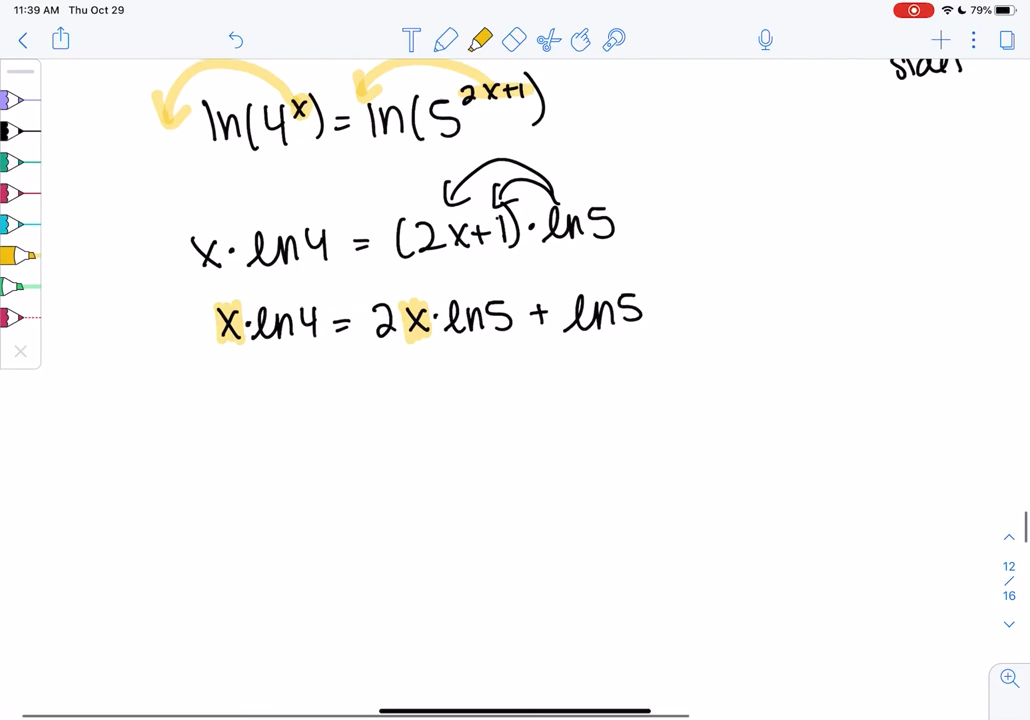 11:39 AM Thu Oct 29
79%
ln(4^x) = ln(5^2x+1)
x · ln4 = (2x+1) · ln5
x · ln4 = 2x · ln5 + ln5
12
/
16